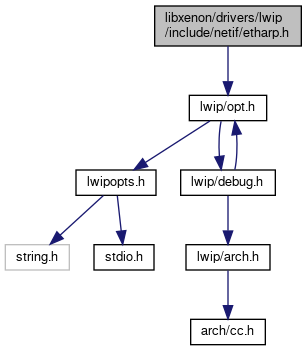 libxenon/drivers/lwip
/include/netif/etharp.h
lwip/opt.h
lwipopts.h
lwip/debug.h
string.h
stdio.h
lwip/arch.h
arch/cc.h